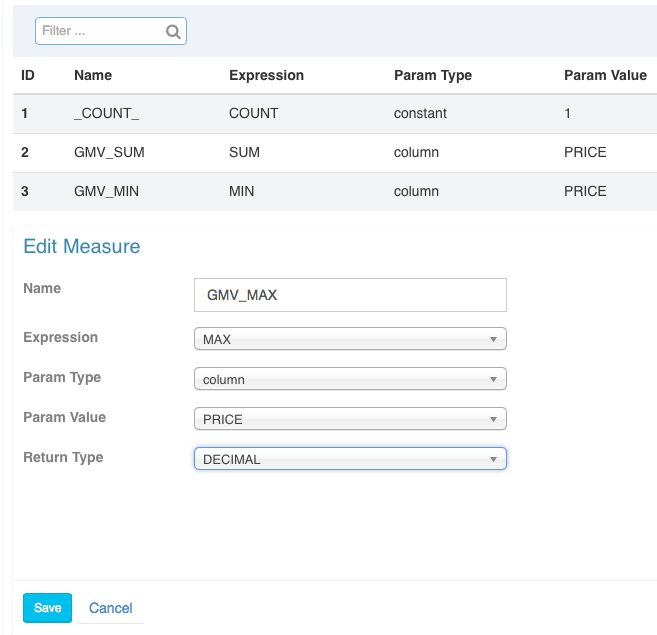 Filter ...
ID Name Expression Param Type Param Value
1 _COUNT_ COUNT constant 1
2 GMV_SUM SUM column PRICE
3 GMV_MIN MIN column PRICE
Edit Measure
Name GMV_MAX
Expression MAX
Param Type column
Param Value PRICE
Return Type DECIMAL
Save Cancel